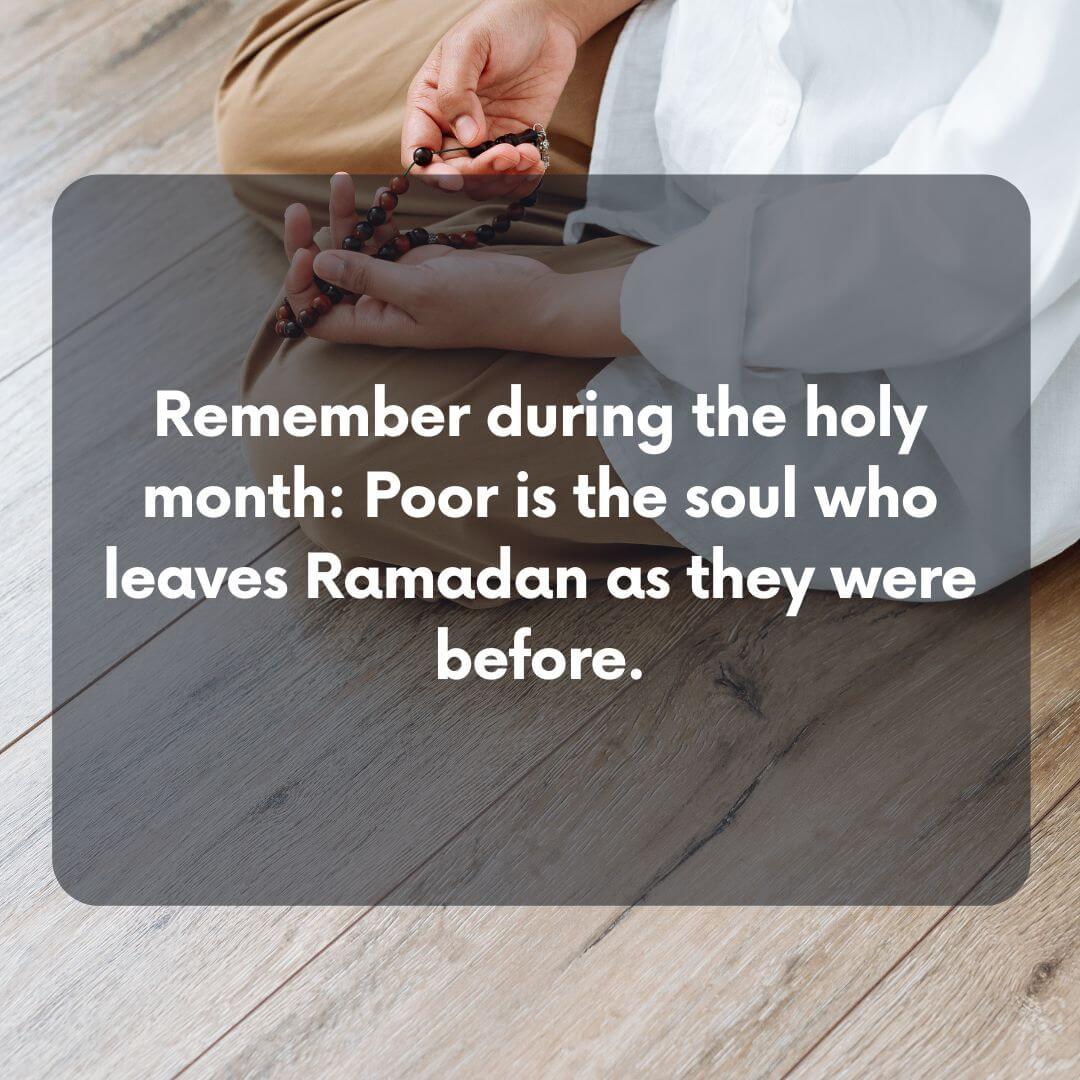 Remember during the holy
month: Poor is the soul who
leaves Ramadan as they were
before.